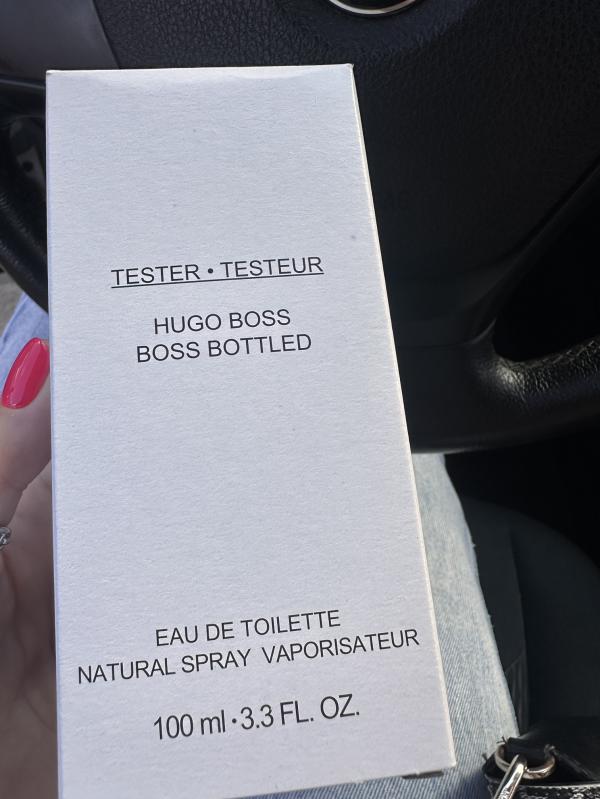 TESTER • TESTEUR
HUGO BOSS
BOSS BOTTLED
EAU DE TOILETTE
NATURAL SPRAY VAPORISATEUR
100 ml • 3.3 FL. OZ.